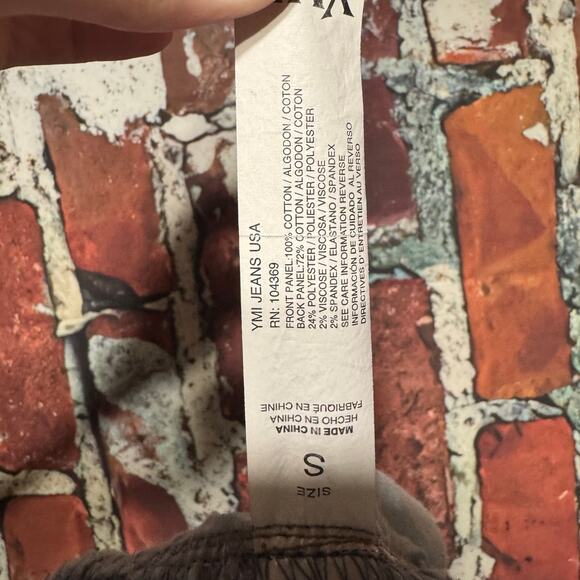 YMI JEANS USA
RN: 104369
FRONT PANEL:100% COTTON / ALGODON / COTON
BACK PANEL:72% COTTON / ALGODON / COTON
24% POLYESTER / POLIESTER / POLYESTER
2% VISCOSE / VISCOSA / VISCOSE
2% SPANDEX / ELASTANO / SPANDEX
SEE CARE INFORMATION REVERSE
INFORMACIÓN DE CUIDADO AL REVERSO
DIRECTIVES D' ENTRETIEN AU VERSO
MADE IN CHINA
HECHO EN CHINA
FABRIQUÉ EN CHINE
SIZE
S